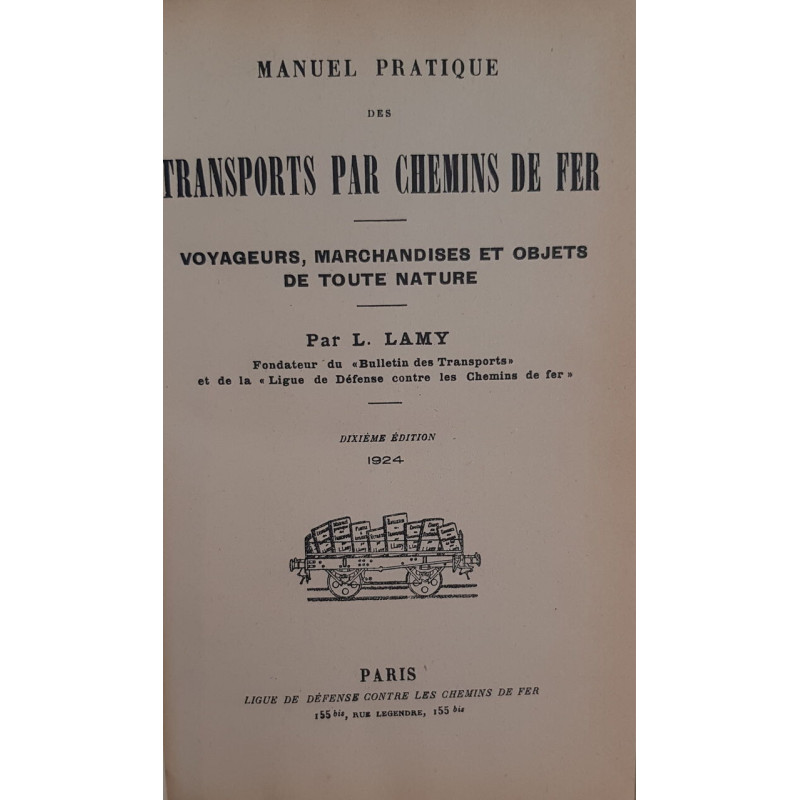 MANUEL PRATIQUE
DES
TRANSPORTS PAR CHEMINS DE FER
VOYAGEURS, MARCHANDISES ET OBJETS
DE TOUTE NATURE
Par L. LAMY
Fondateur du «Bulletin des Transports»
et de la « Ligue de Défense contre les Chemins de fer »
DIXIÈME ÉDITION
1924
PARIS
LIGUE DE DÉFENSE CONTRE LES CHEMINS DE FER
155 bis, RUE LEGENDRE, 155 bis